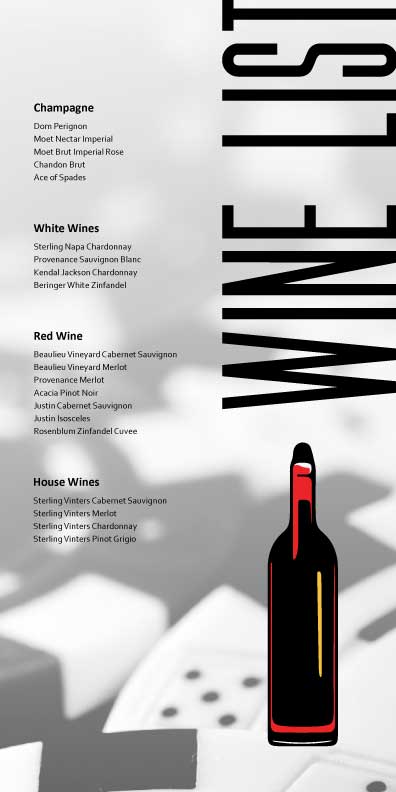 WINE LIST
Champagne
Dom Perignon
Moet Nectar Imperial
Moet Brut Imperial Rose
Chandon Brut
Ace of Spades
White Wines
Sterling Napa Chardonnay
Provenance Sauvignon Blanc
Kendal Jackson Chardonnay
Beringer White Zinfandel
Red Wine
Beaulieu Vineyard Cabernet Sauvignon
Beaulieu Vineyard Merlot
Provenance Merlot
Acacia Pinot Noir
Justin Cabernet Sauvignon
Justin Isosceles
Rosenblum Zinfandel Cuvee
House Wines
Sterling Vinters Cabernet Sauvignon
Sterling Vinters Merlot
Sterling Vinters Chardonnay
Sterling Vinters Pinot Grigio